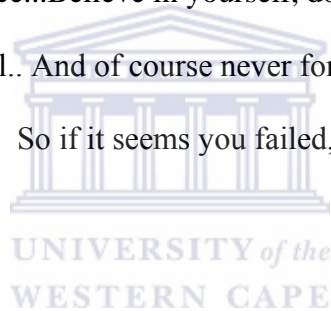 ...Believe in yourself, do
.. And of course never for
So if it seems you failed,
UNIVERSITY of the
WESTERN CAPE